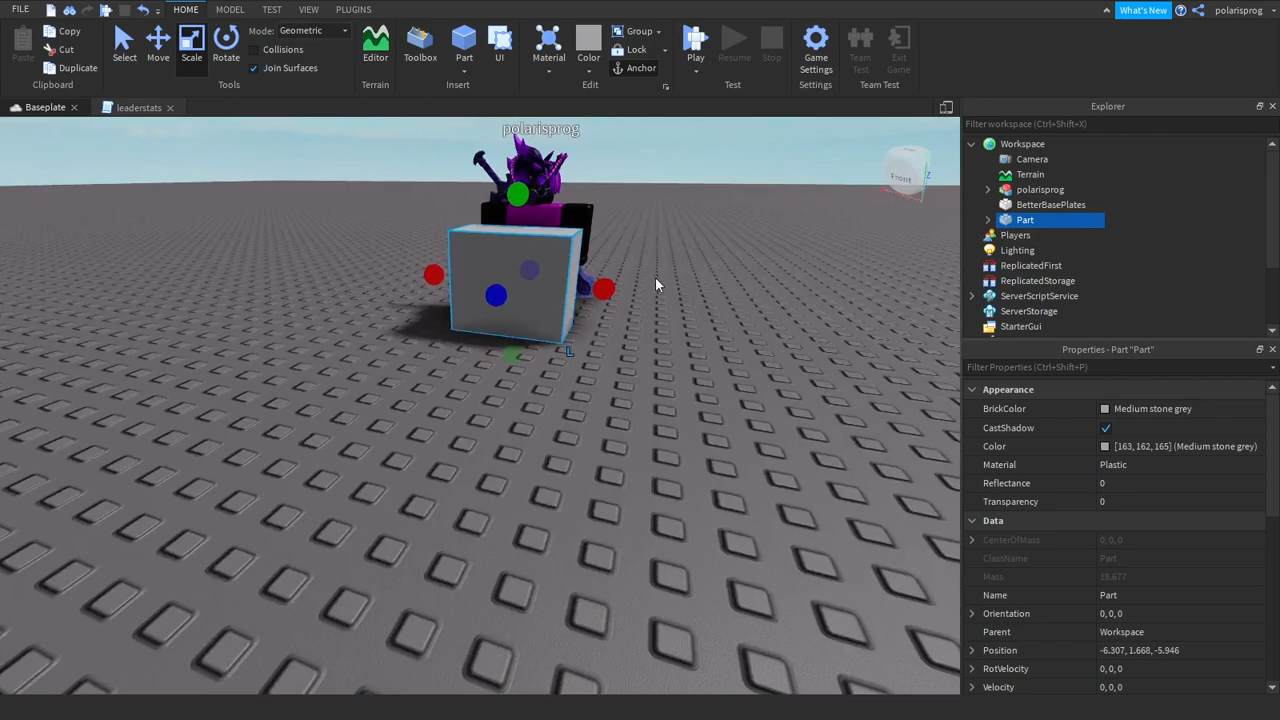 FILE HOME MODEL TEST VIEW PLUGINS What's New polarisprog
Paste Copy Cut Duplicate Clipboard
Select Move Scale Rotate Mode: Geometric Collisions Join Surfaces Tools
Editor Terrain
Toolbox Part UI Insert
Material Color Group Lock Anchor Edit
Play Resume Stop Test
Game Settings Settings
Team Test Exit Game Team Test
Baseplate leaderstats
polarisprog
Front
Z
L
Explorer
Filter workspace (Ctrl+Shift+X)
Workspace
Camera
Terrain
polarisprog
BetterBasePlates
Part
Players
Lighting
ReplicatedFirst
ReplicatedStorage
ServerScriptService
ServerStorage
StarterGui
Properties - Part "Part"
Filter Properties (Ctrl+Shift+P)
Appearance
BrickColor Medium stone grey
CastShadow
Color [163, 162, 165] (Medium stone grey)
Material Plastic
Reflectance 0
Transparency 0
Data
CenterOfMass 0, 0, 0
ClassName Part
Mass 18.677
Name Part
Orientation 0, 0, 0
Parent Workspace
Position -6.307, 1.668, -5.946
RotVelocity 0, 0, 0
Velocity 0, 0, 0